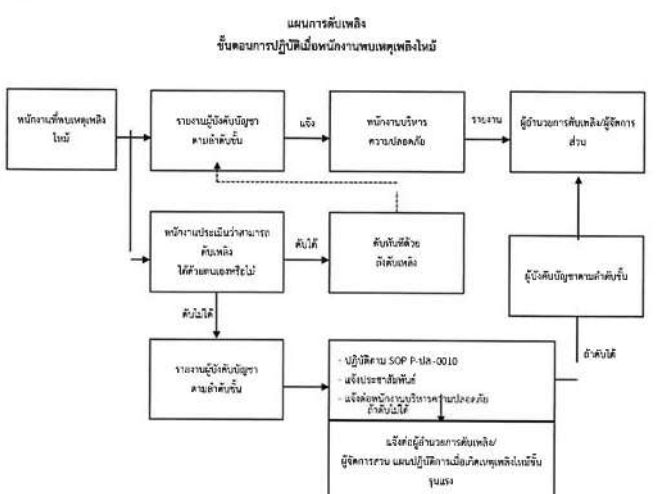 แผนการดับเพลิง
ขั้นตอนการปฏิบัติเมื่อพนักงานพบเหตุเพลิงไหม้
พนักงานที่พบเหตุเพลิง
ไหม้
รายงานผู้บังคับบัญชา
ตามลำดับชั้น
แจ้ง
พนักงานบริหาร
ความปลอดภัย
รายงาน
ผู้อำนวยการดับเพลิง/ผู้จัดการ
ส่วน
พนักงานประเมินว่าสามารถ
ดับเพลิง
ได้ด้วยตนเองหรือไม่
ดับได้
ดับทันทีด้วย
ถังดับเพลิง
ผู้บังคับบัญชาตามลำดับชั้น
ดับไม่ได้
ถ้าดับได้
รายงานผู้บังคับบัญชา
ตามลำดับชั้น
- ปฏิบัติตาม SOP P-ปล.-0010
- แจ้งประชาสัมพันธ์
- แจ้งต่อพนักงานบริหารความปลอดภัย
ถ้าดับไม่ได้
แจ้งต่อผู้อำนวยการดับเพลิง/
ผู้จัดการสวน แผนปฏิบัติการเมื่อเกิดเหตุเพลิงไหม้ขั้น
รุนแรง